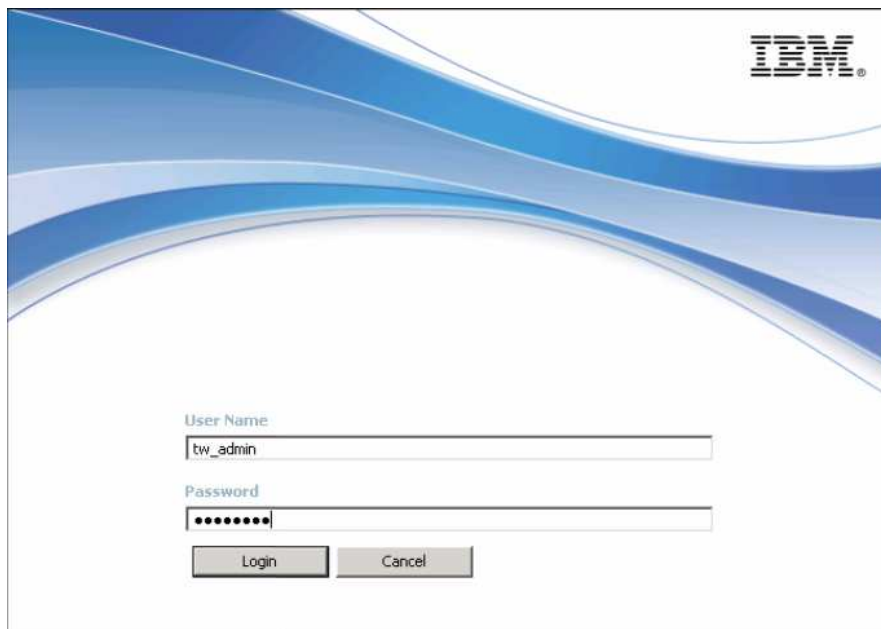 IBM®
User Name
tw_admin
Password
••••••••
Login
Cancel